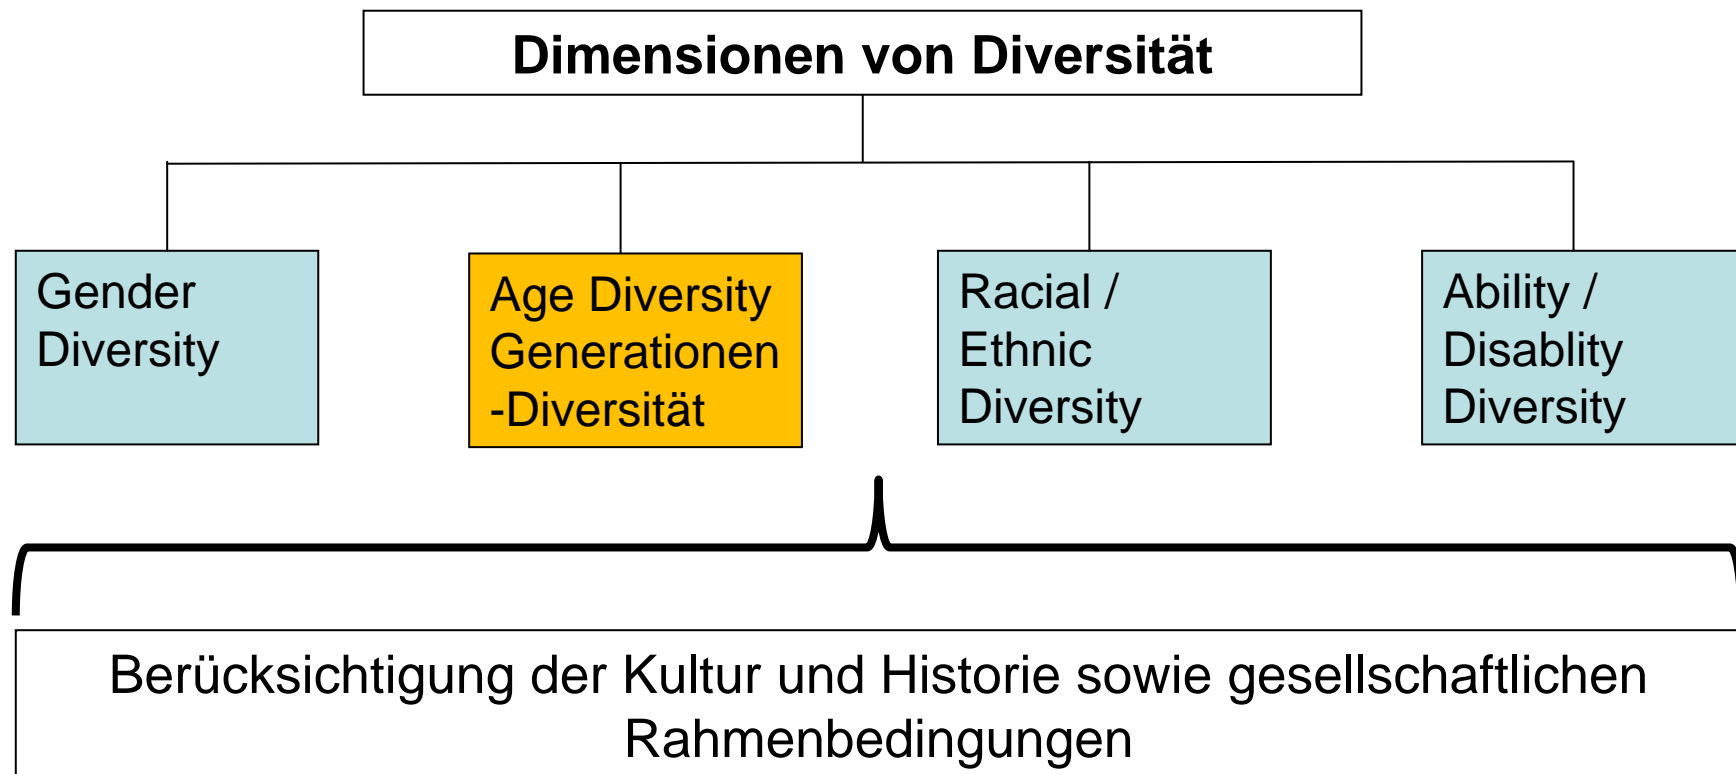 Dimensionen von Diversität
Gender
Diversity
Age Diversity
Generationen
-Diversität
Racial /
Ethnic
Diversity
Ability /
Disablity
Diversity
Berücksichtigung der Kultur und Historie sowie gesellschaftlichen
Rahmenbedingungen